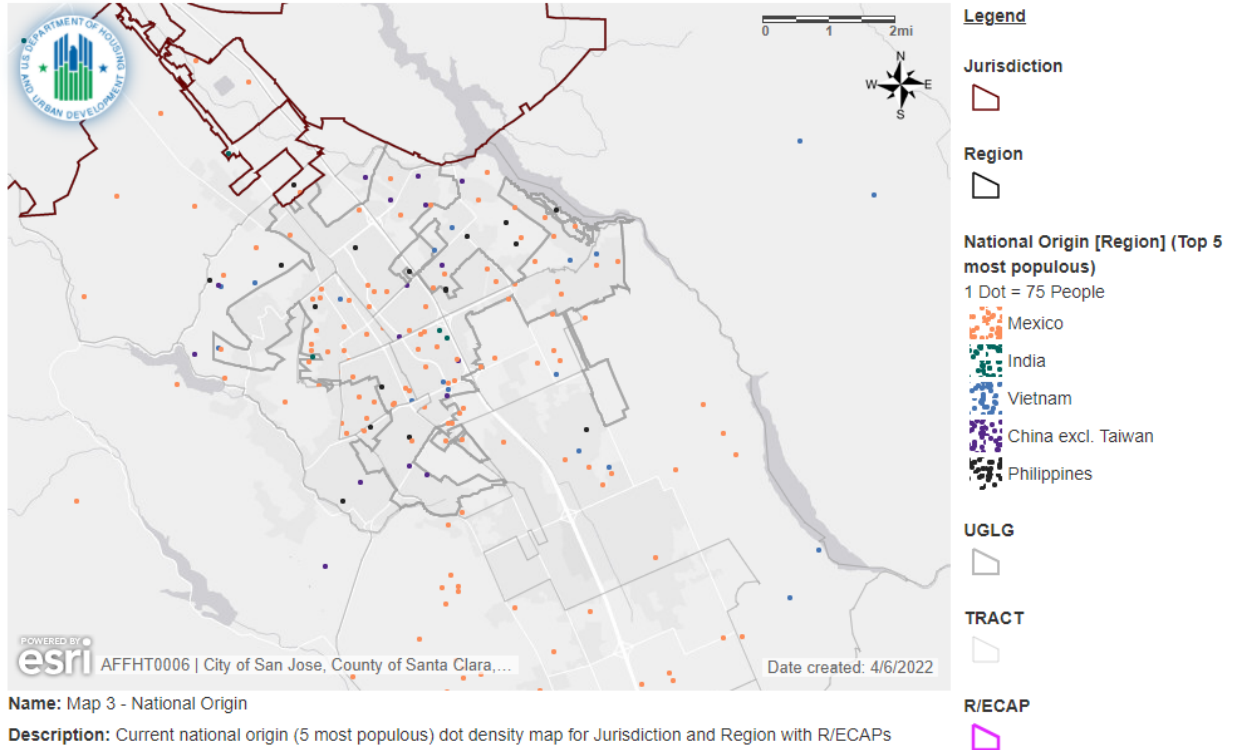 U.S. DEPARTMENT OF HOUSING
AND URBAN DEVELOPMENT
0 1 2mi
N
W E
S
POWERED BY
esri
AFFHT0006 | City of San Jose, County of Santa Clara,...
Date created: 4/6/2022
Name: Map 3 - National Origin
Description: Current national origin (5 most populous) dot density map for Jurisdiction and Region with R/ECAPs
Legend
Jurisdiction
Region
National Origin [Region] (Top 5
most populous)
1 Dot = 75 People
Mexico
India
Vietnam
China excl. Taiwan
Philippines
UGLG
TRACT
R/ECAP